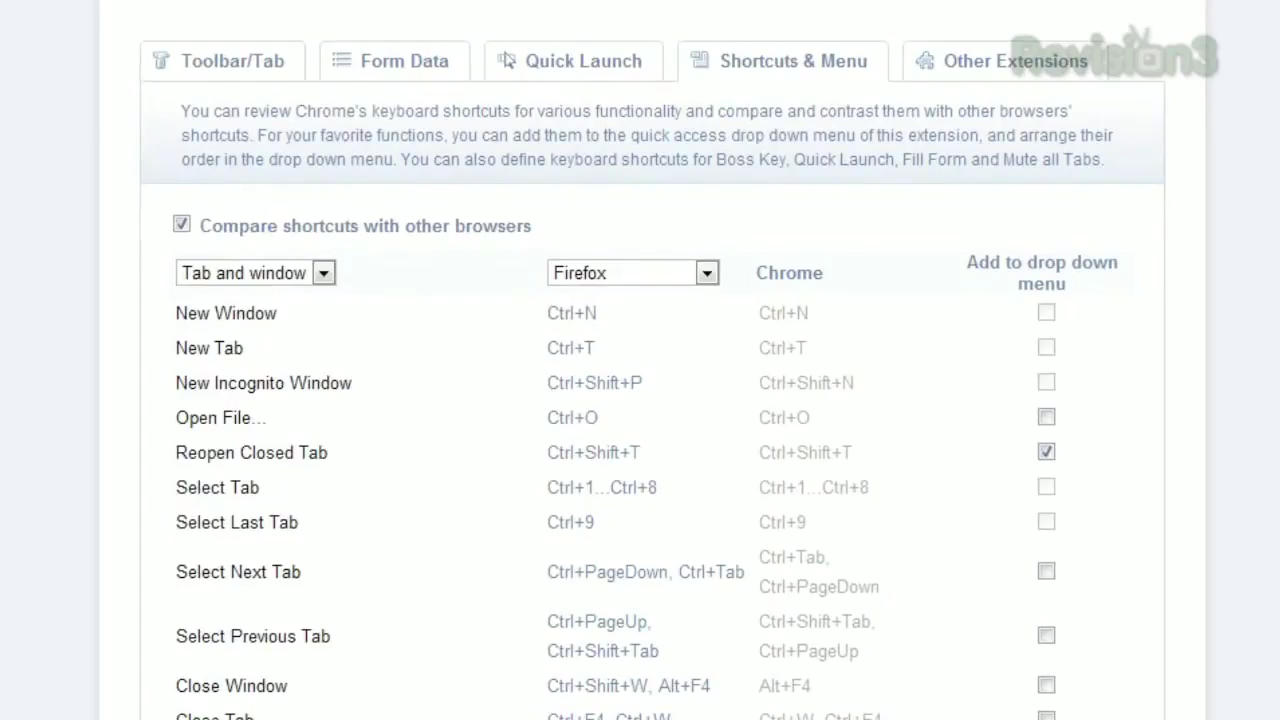 Toolbar/Tab
Form Data
Quick Launch
Shortcuts & Menu
Other Extensions
Revision3
You can review Chrome's keyboard shortcuts for various functionality and compare and contrast them with other browsers'
shortcuts. For your favorite functions, you can add them to the quick access drop down menu of this extension, and arrange their
order in the drop down menu. You can also define keyboard shortcuts for Boss Key, Quick Launch, Fill Form and Mute all Tabs.
Compare shortcuts with other browsers
Tab and window
Firefox
Chrome
Add to drop down
menu
New Window Ctrl+N Ctrl+N
New Tab Ctrl+T Ctrl+T
New Incognito Window Ctrl+Shift+P Ctrl+Shift+N
Open File... Ctrl+O Ctrl+O
Reopen Closed Tab Ctrl+Shift+T Ctrl+Shift+T
Select Tab Ctrl+1...Ctrl+8 Ctrl+1...Ctrl+8
Select Last Tab Ctrl+9 Ctrl+9
Select Next Tab Ctrl+PageDown, Ctrl+Tab
Ctrl+Tab,
Ctrl+PageDown
Select Previous Tab
Ctrl+PageUp,
Ctrl+Shift+Tab
Ctrl+Shift+Tab,
Ctrl+PageUp
Close Window Ctrl+Shift+W, Alt+F4 Alt+F4
Close Tab Ctrl+F4, Ctrl+W Ctrl+W, Ctrl+F4